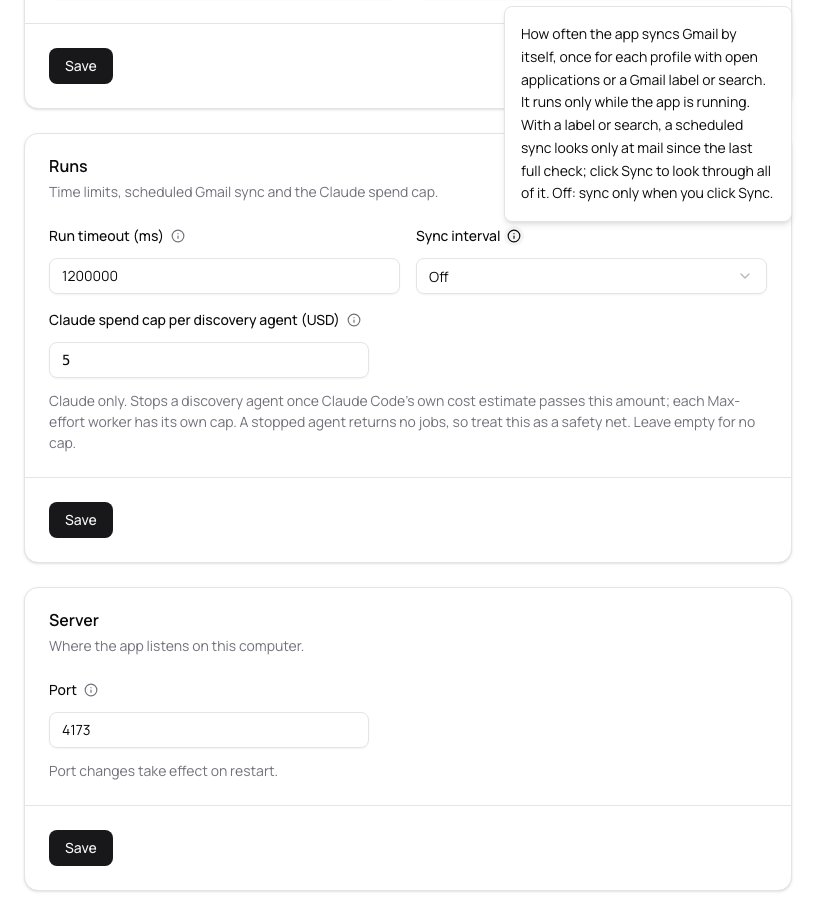 How often the app syncs Gmail by
itself, once for each profile with open
applications or a Gmail label or search.
It runs only while the app is running.
With a label or search, a scheduled
sync looks only at mail since the last
full check; click Sync to look through all
of it. Off: sync only when you click Sync.
Save
Runs
Time limits, scheduled Gmail sync and the Claude spend cap.
Run timeout (ms)
Sync interval
1200000
Off
Claude spend cap per discovery agent (USD)
5
Claude only. Stops a discovery agent once Claude Code's own cost estimate passes this amount; each Max-
effort worker has its own cap. A stopped agent returns no jobs, so treat this as a safety net. Leave empty for no
cap.
Save
Server
Where the app listens on this computer.
Port
4173
Port changes take effect on restart.
Save